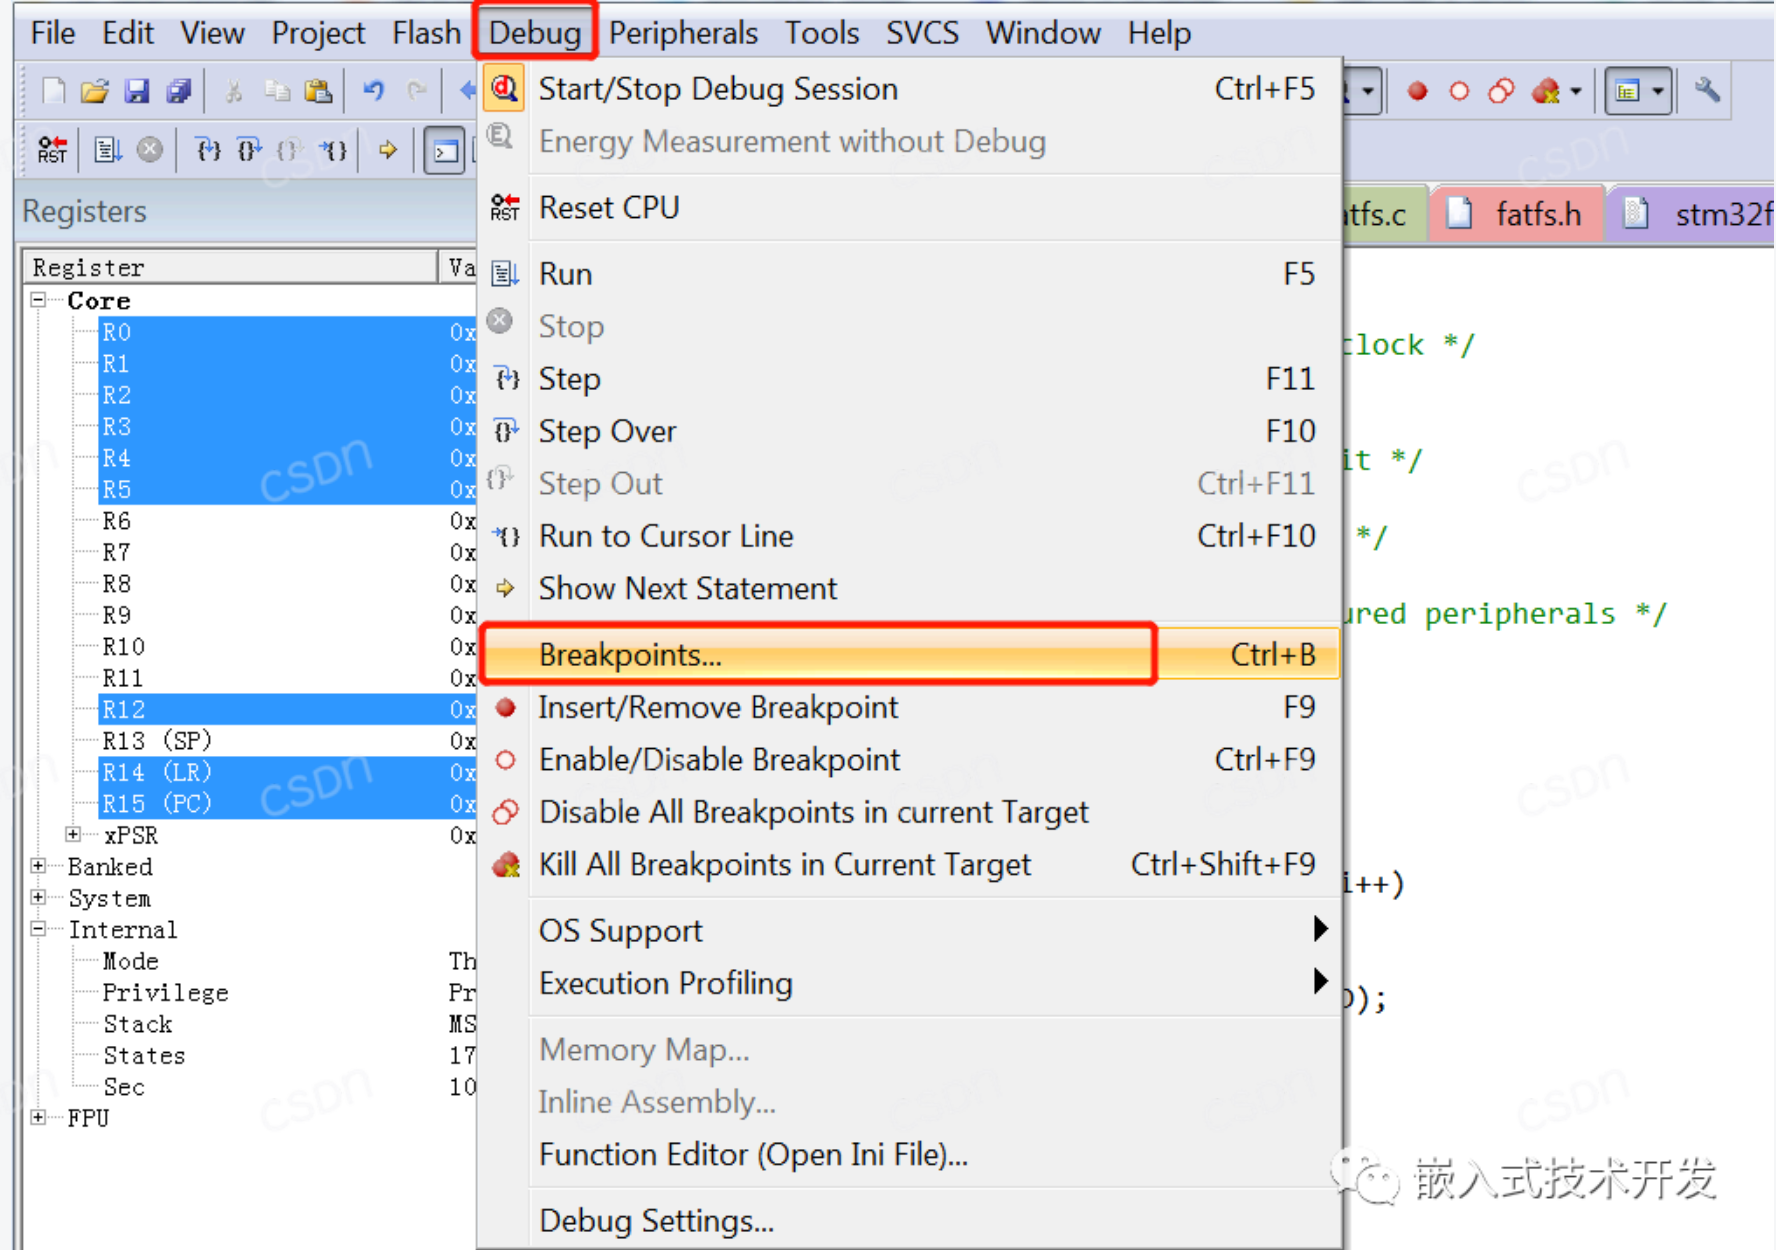 File Edit View Project Flash Debug Peripherals Tools SVCS Window Help
Start/Stop Debug Session Ctrl+F5
Energy Measurement without Debug
RST
Reset CPU
Registers
fatfs.h
Register
Core
R0 0x
R1 0x
R2 0x
R3 0x
R4 0x
R5 0x
R6 0x
R7 0x
R8 0x
R9 0x
R10 0x
R11 0x
R12 0x
R13 (SP) 0x
R14 (LR) 0x
R15 (PC) 0x
xPSR 0x
Banked
System
Internal
Mode Th
Privilege Pr
Stack MS
States 17
Sec 10
FPU
RST
Run F5
Stop
Step F11
Step Over F10
Step Out Ctrl+F11
Run to Cursor Line Ctrl+F10
Show Next Statement
Breakpoints... Ctrl+B
Insert/Remove Breakpoint F9
Enable/Disable Breakpoint Ctrl+F9
Disable All Breakpoints in current Target
Kill All Breakpoints in Current Target Ctrl+Shift+F9
OS Support
Execution Profiling
Memory Map...
Inline Assembly...
Function Editor (Open Ini File)...
Debug Settings...
atfs.c
stm32f
clock */
it */
*/
ured peripherals */
i++)
);
CSDN
嵌入式技术开发